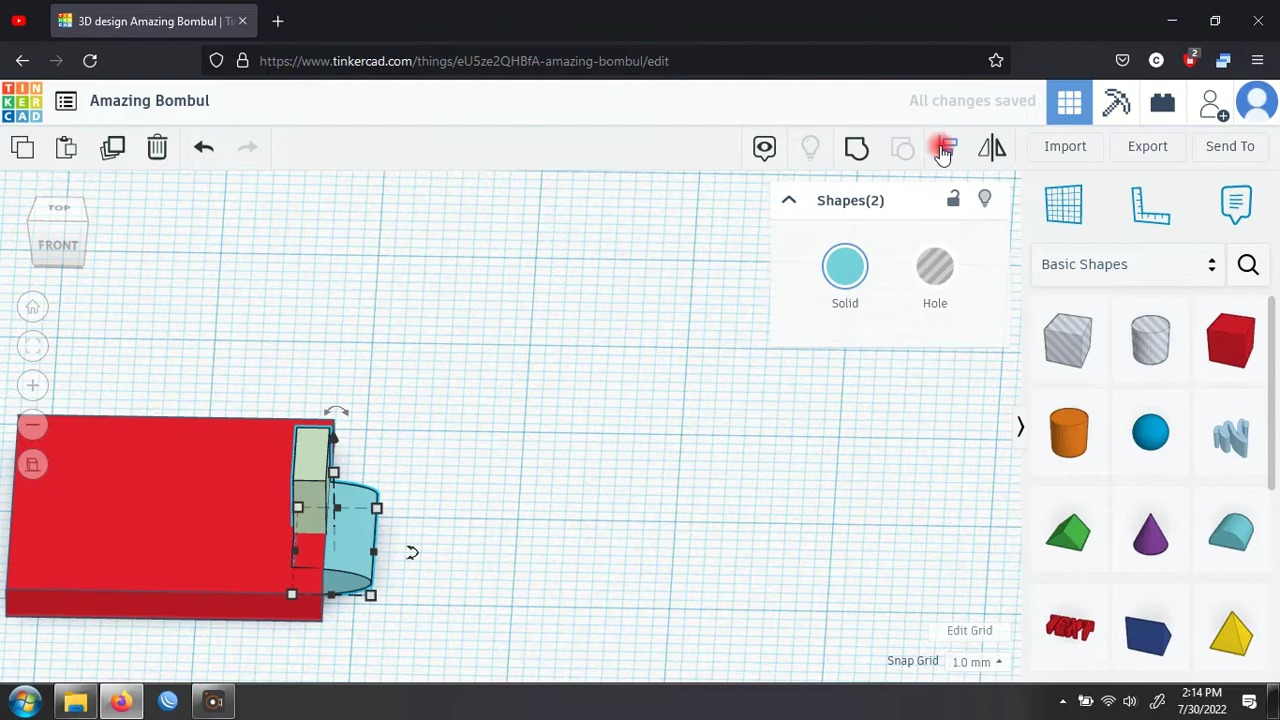 3D design Amazing Bombul | Ti
https://www.tinkercad.com/things/eU5ze2QHBfA-amazing-bombul/edit
2
TIN
KER
CAD
Amazing Bombul
All changes saved
Import
Export
Send To
TOP
FRONT
Shapes(2)
Solid
Hole
Basic Shapes
TEXT
Edit Grid
Snap Grid
1.0 mm
2:14 PM
7/30/2022